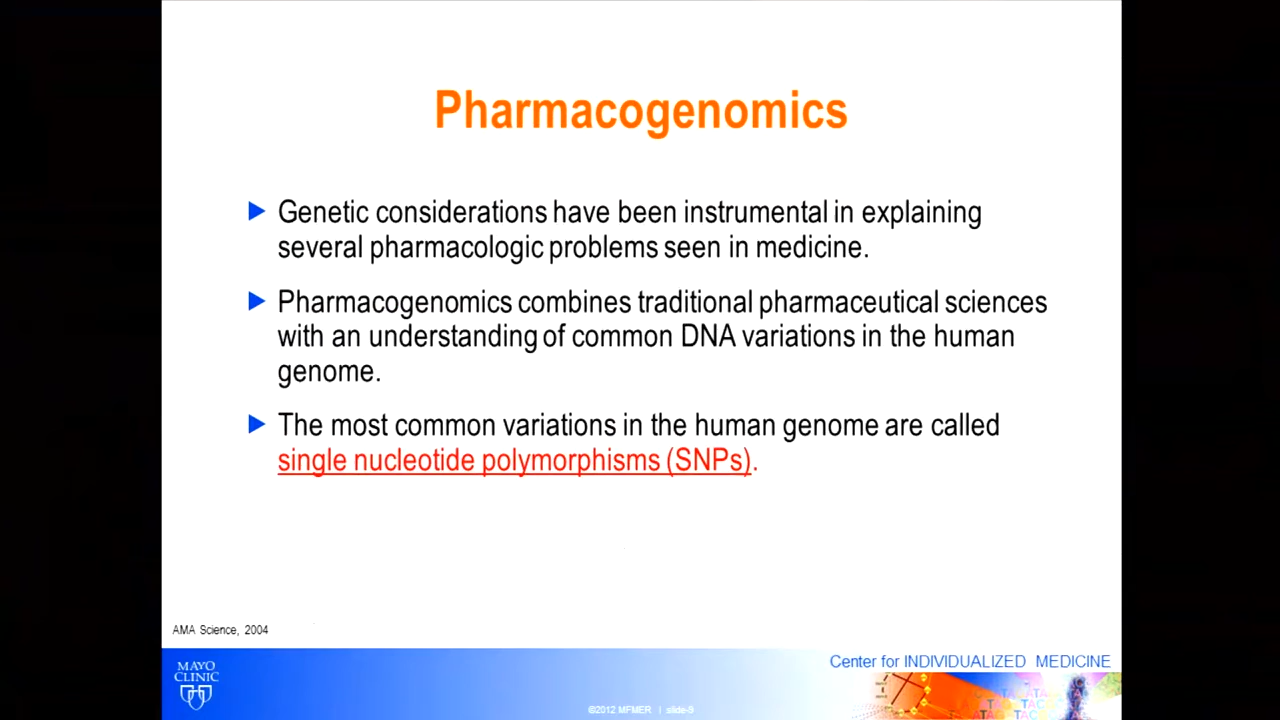 Pharmacogenomics
Genetic considerations have been instrumental in explaining
several pharmacologic problems seen in medicine.
Pharmacogenomics combines traditional pharmaceutical sciences
with an understanding of common DNA variations in the human
genome.
The most common variations in the human genome are called
single nucleotide polymorphisms (SNPs).
AMA Science, 2004
MAYO
CLINIC
©2012 MFMER | slide-9
Center for INDIVIDUALIZED MEDICINE